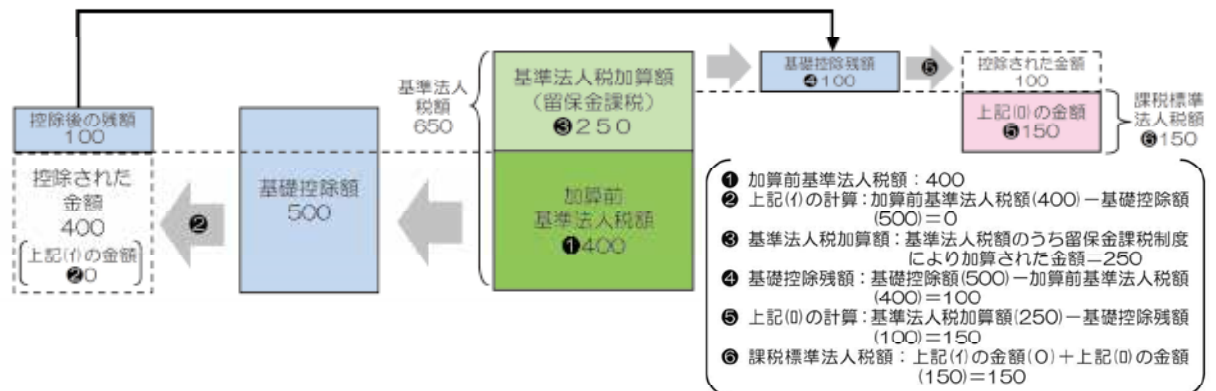 控除後の残額
100
控除された
金額
400
上記(ｲ)の金額
❷0
❷
基礎控除額
500
基準法人
税額
650
基準法人税加算額
(留保金課税)
❸250
加算前
基準法人税額
❶400
基礎控除残額
❹100
❺
控除された金額
100
上記(ﾛ)の金額
❺150
課税標準
法人税額
❻150
❶ 加算前基準法人税額：400
❷ 上記(ｲ)の計算：加算前基準法人税額(400)－基礎控除額
(500)＝0
❸ 基準法人税加算額：基準法人税額のうち留保金課税制度
により加算された金額＝250
❹ 基礎控除残額：基礎控除額(500)－加算前基準法人税額
(400)＝100
❺ 上記(ﾛ)の計算：基準法人税加算額(250)－基礎控除残額
(100)＝150
❻ 課税標準法人税額：上記(ｲ)の金額(0)＋上記(ﾛ)の金額
(150)＝150